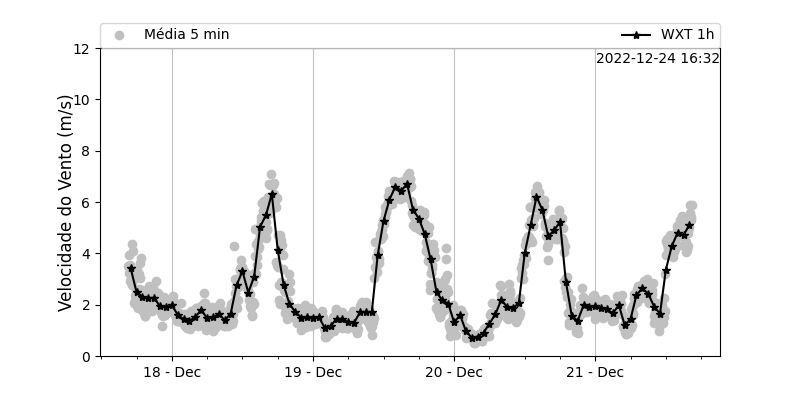 Média 5 min
WXT 1h
2022-12-24 16:32
Velocidade do Vento (m/s)
12
10
8
6
4
2
0
18 - Dec
19 - Dec
20 - Dec
21 - Dec